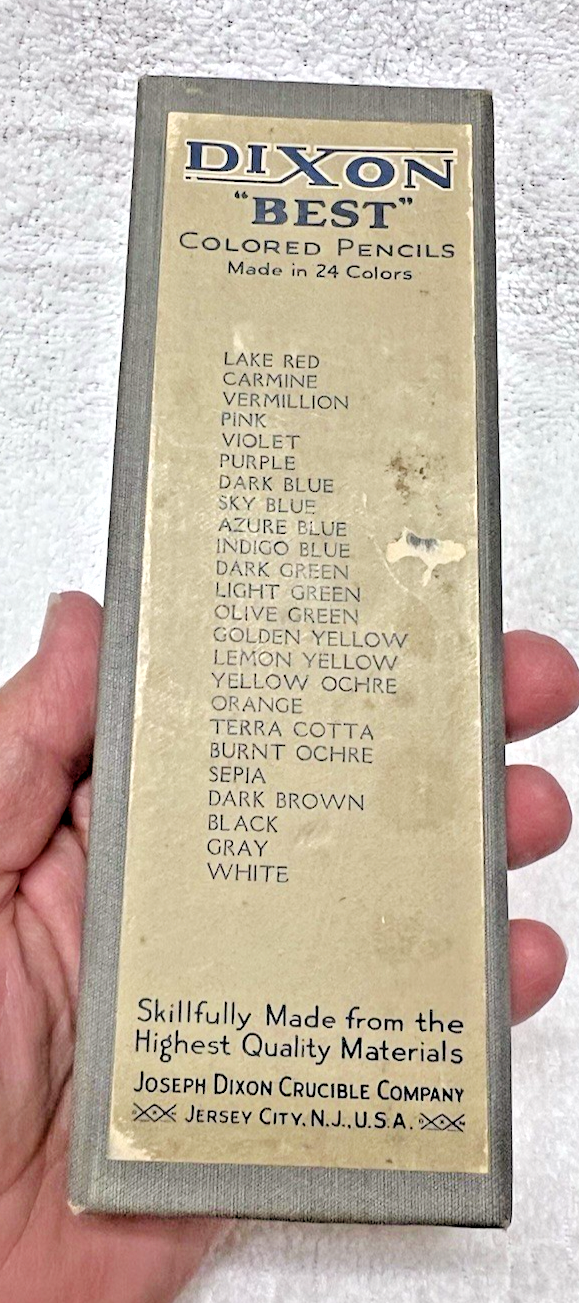 DIXON
"BEST"
COLORED PENCILS
Made in 24 Colors
LAKE RED
CARMINE
VERMILLION
PINK
VIOLET
PURPLE
DARK BLUE
SKY BLUE
AZURE BLUE
INDIGO BLUE
DARK GREEN
LIGHT GREEN
OLIVE GREEN
GOLDEN YELLOW
LEMON YELLOW
YELLOW OCHRE
ORANGE
TERRA COTTA
BURNT OCHRE
SEPIA
DARK BROWN
BLACK
GRAY
WHITE
Skillfully Made from the
Highest Quality Materials
JOSEPH DIXON CRUCIBLE COMPANY
JERSEY CITY, N.J., U.S.A.